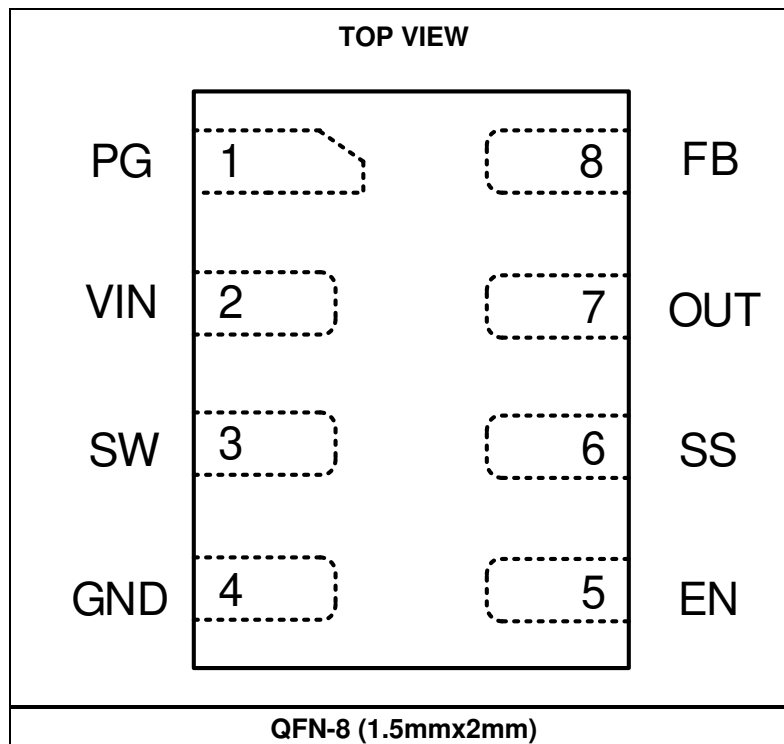 TOP VIEW
PG 1 8 FB
VIN 2 7 OUT
SW 3 6 SS
GND 4 5 EN
QFN-8 (1.5mmx2mm)